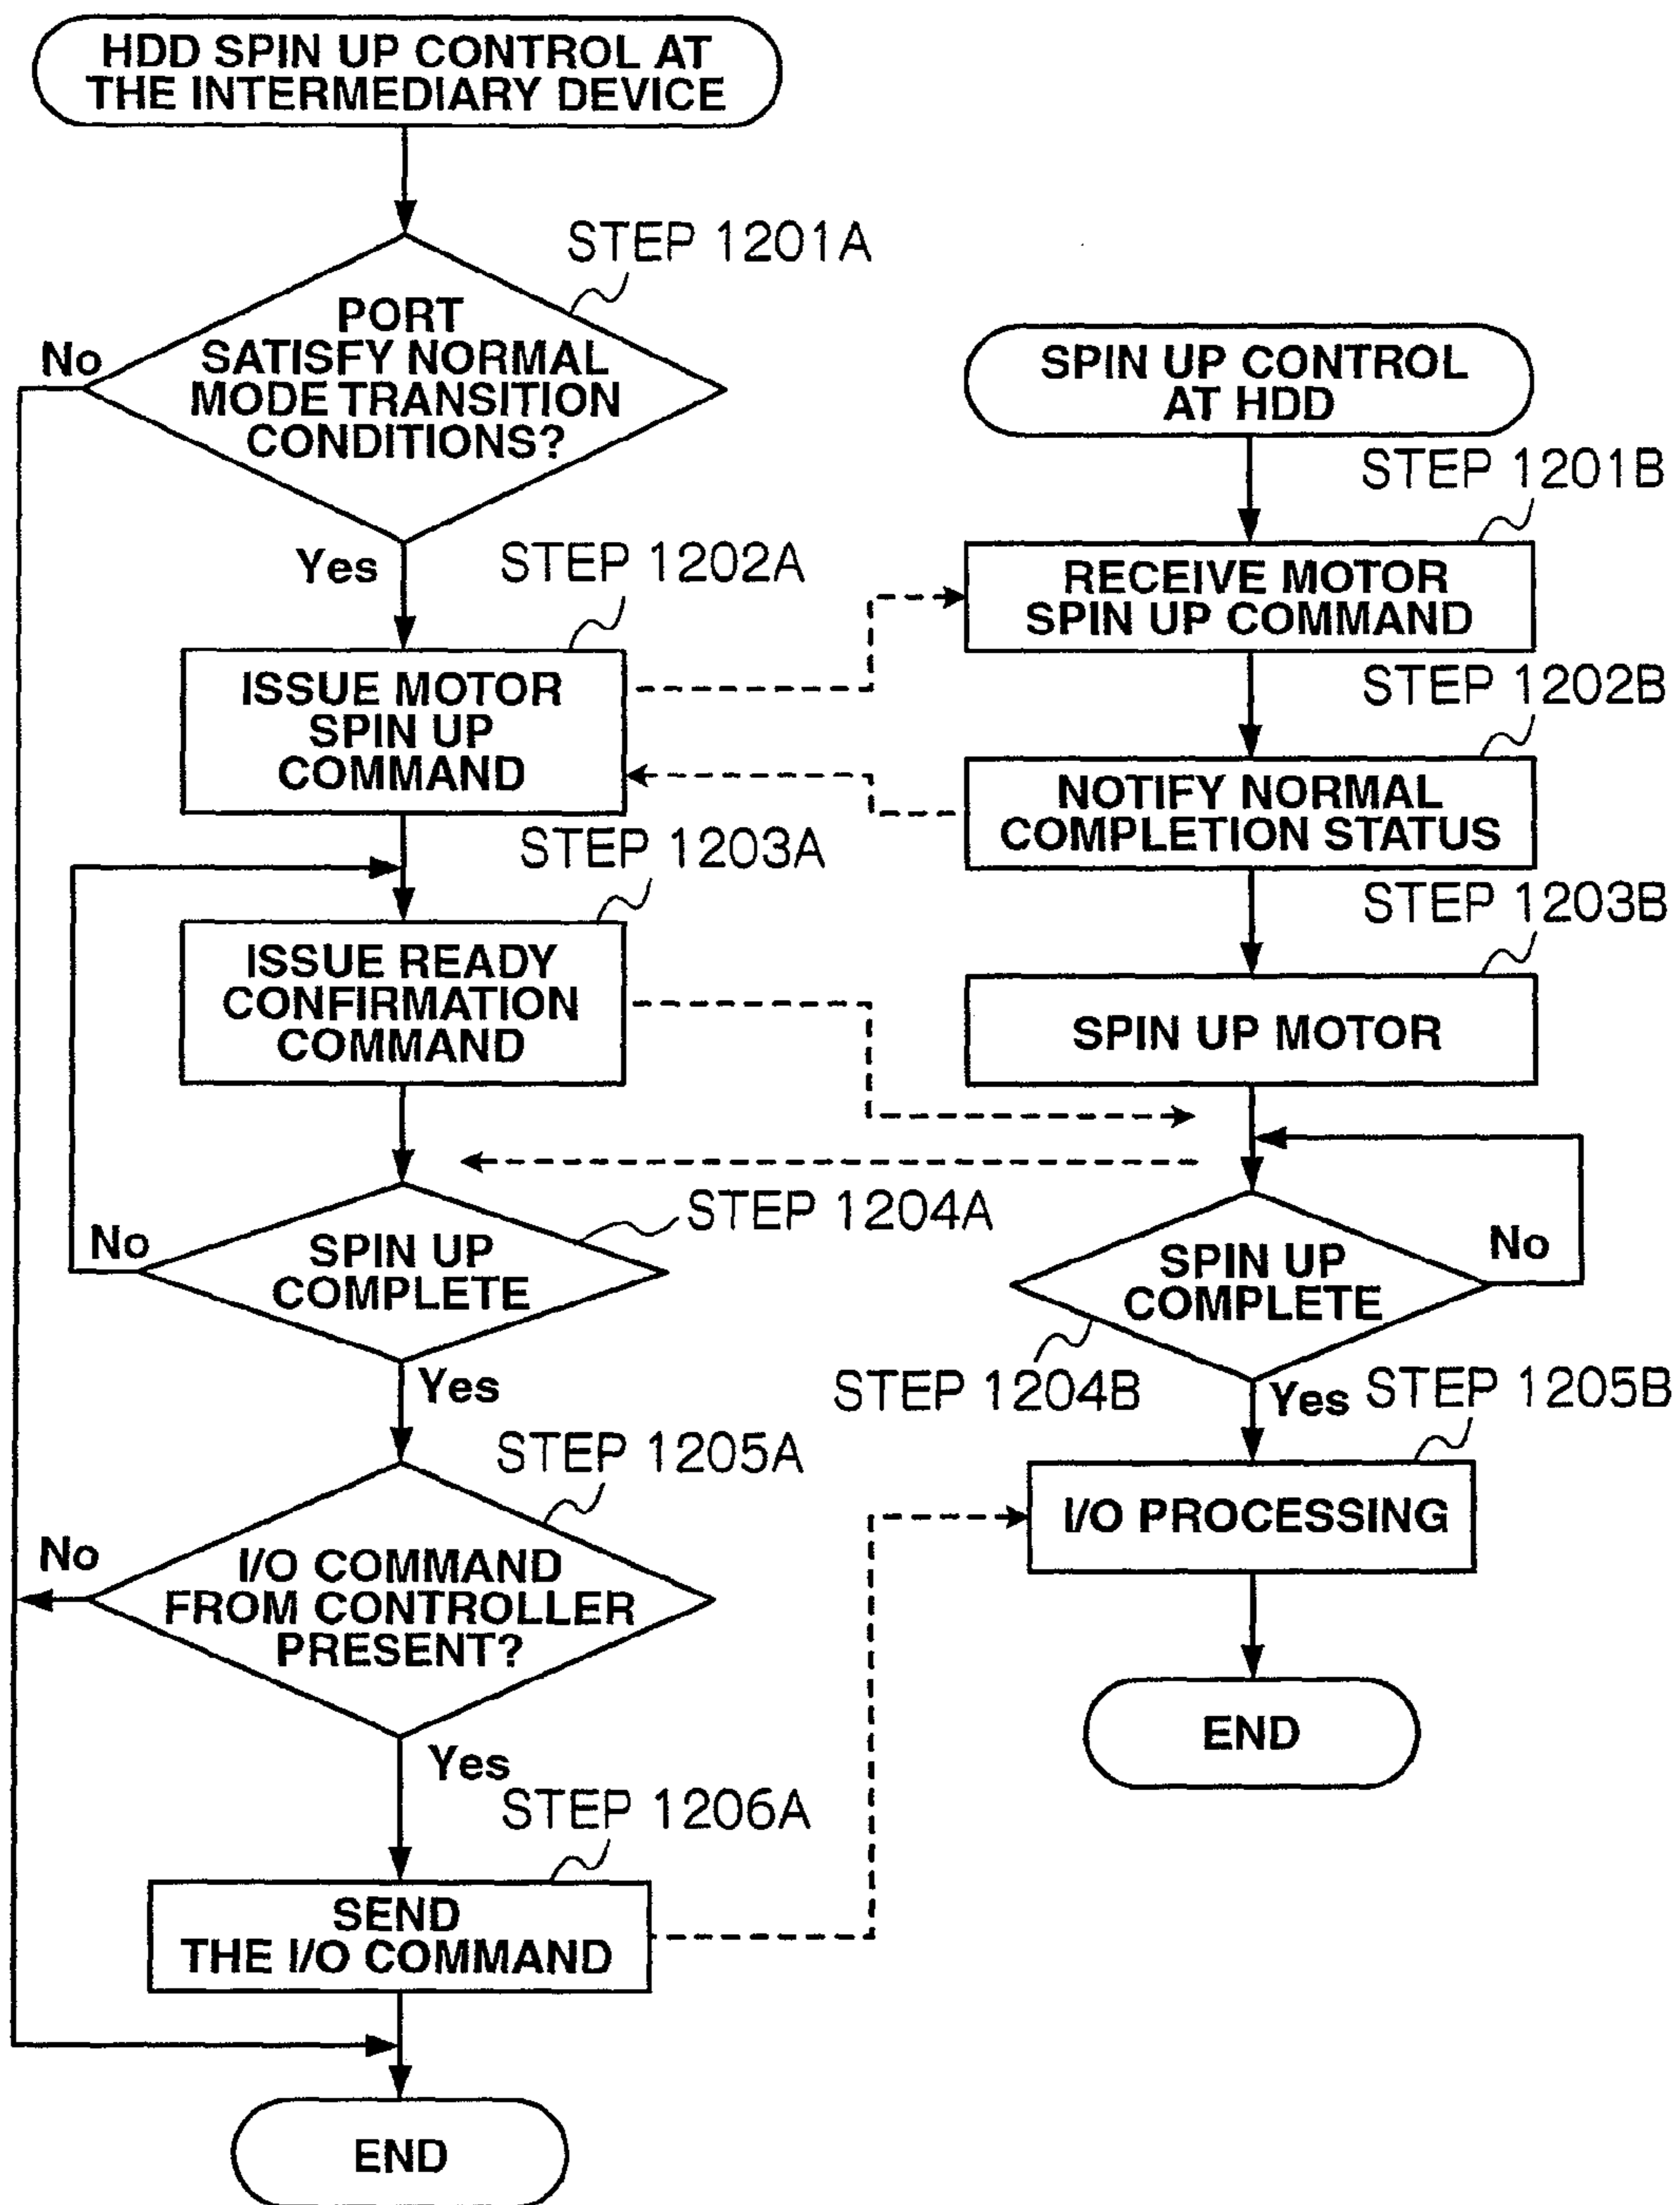 HDD SPIN UP CONTROL AT
THE INTERMEDIARY DEVICE
STEP 1201A
PORT
SATISFY NORMAL
MODE TRANSITION
CONDITIONS?
No
Yes
STEP 1202A
ISSUE MOTOR
SPIN UP
COMMAND
STEP 1203A
ISSUE READY
CONFIRMATION
COMMAND
STEP 1204A
SPIN UP
COMPLETE
No
Yes
STEP 1205A
I/O COMMAND
FROM CONTROLLER
PRESENT?
No
Yes
STEP 1206A
SEND
THE I/O COMMAND
END
SPIN UP CONTROL
AT HDD
STEP 1201B
RECEIVE MOTOR
SPIN UP COMMAND
STEP 1202B
NOTIFY NORMAL
COMPLETION STATUS
STEP 1203B
SPIN UP MOTOR
SPIN UP
COMPLETE
No
STEP 1204B
Yes
STEP 1205B
I/O PROCESSING
END